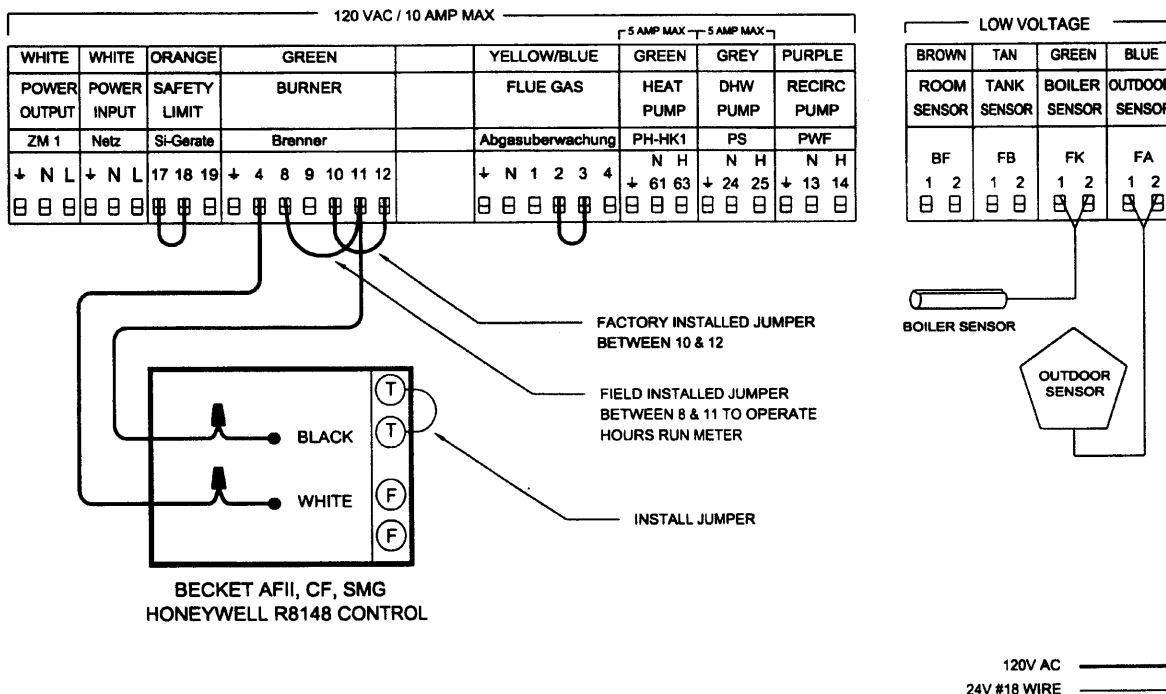 120 VAC / 10 AMP MAX
5 AMP MAX 5 AMP MAX
LOW VOLTAGE
WHITE WHITE ORANGE GREEN YELLOW/BLUE GREEN GREY PURPLE
BROWN TAN GREEN BLUE
POWER OUTPUT POWER INPUT SAFETY LIMIT BURNER FLUE GAS HEAT PUMP DHW PUMP RECIRC PUMP
ROOM SENSOR TANK SENSOR BOILER SENSOR OUTDOOR SENSOR
ZM 1 Netz Si-Gerate Brenner Abgasuberwachung PH-HK1 PS PWF
N H N H N H
N L N L 17 18 19 4 8 9 10 11 12 N 1 2 3 4 61 63 24 25 13 14
BF FB FK FA
1 2 1 2 1 2 1 2
BOILER SENSOR
OUTDOOR
SENSOR
FACTORY INSTALLED JUMPER
BETWEEN 10 & 12
FIELD INSTALLED JUMPER
BETWEEN 8 & 11 TO OPERATE
HOURS RUN METER
INSTALL JUMPER
T
T
F
F
BLACK
WHITE
BECKET AFII, CF, SMG
HONEYWELL R8148 CONTROL
120V AC
24V #18 WIRE